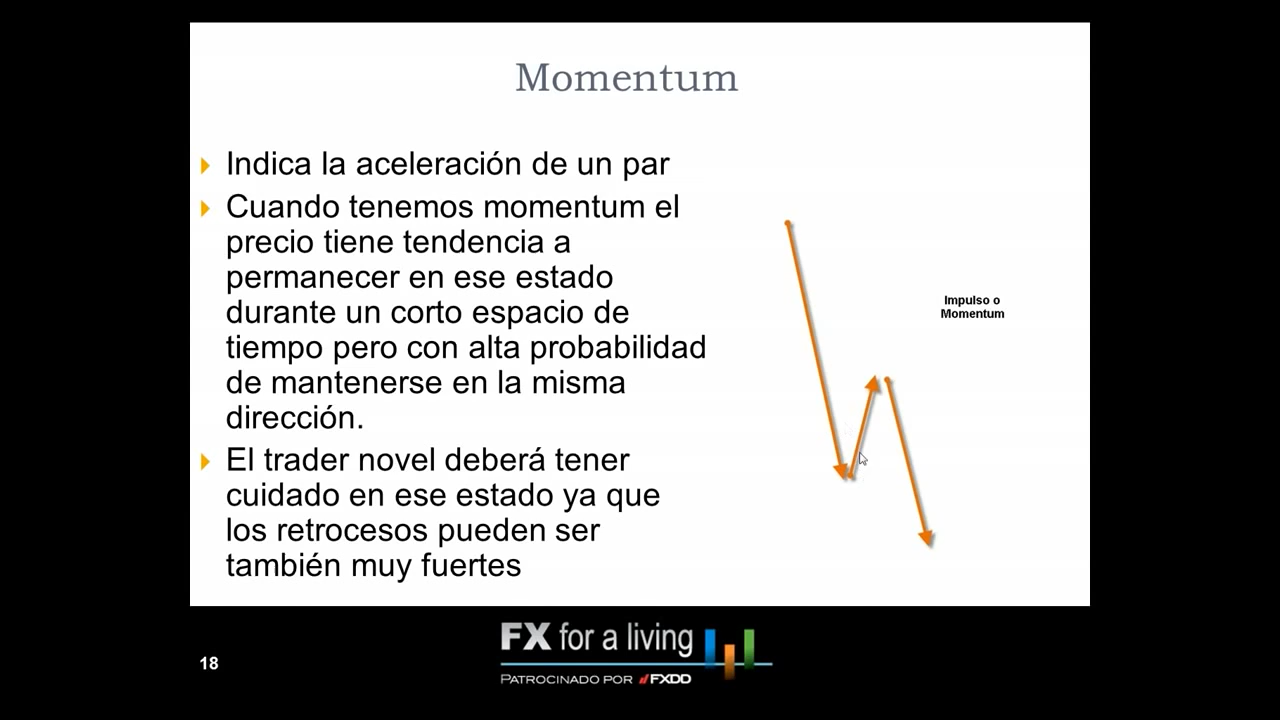 Momentum
Indica la aceleración de un par
Cuando tenemos momentum el
precio tiene tendencia a
permanecer en ese estado
durante un corto espacio de
tiempo pero con alta probabilidad
de mantenerse en la misma
dirección.
El trader novel deberá tener
cuidado en ese estado ya que
los retrocesos pueden ser
también muy fuertes
Impulso o
Momentum
18
FX for a living
PATROCINADO POR FXDD